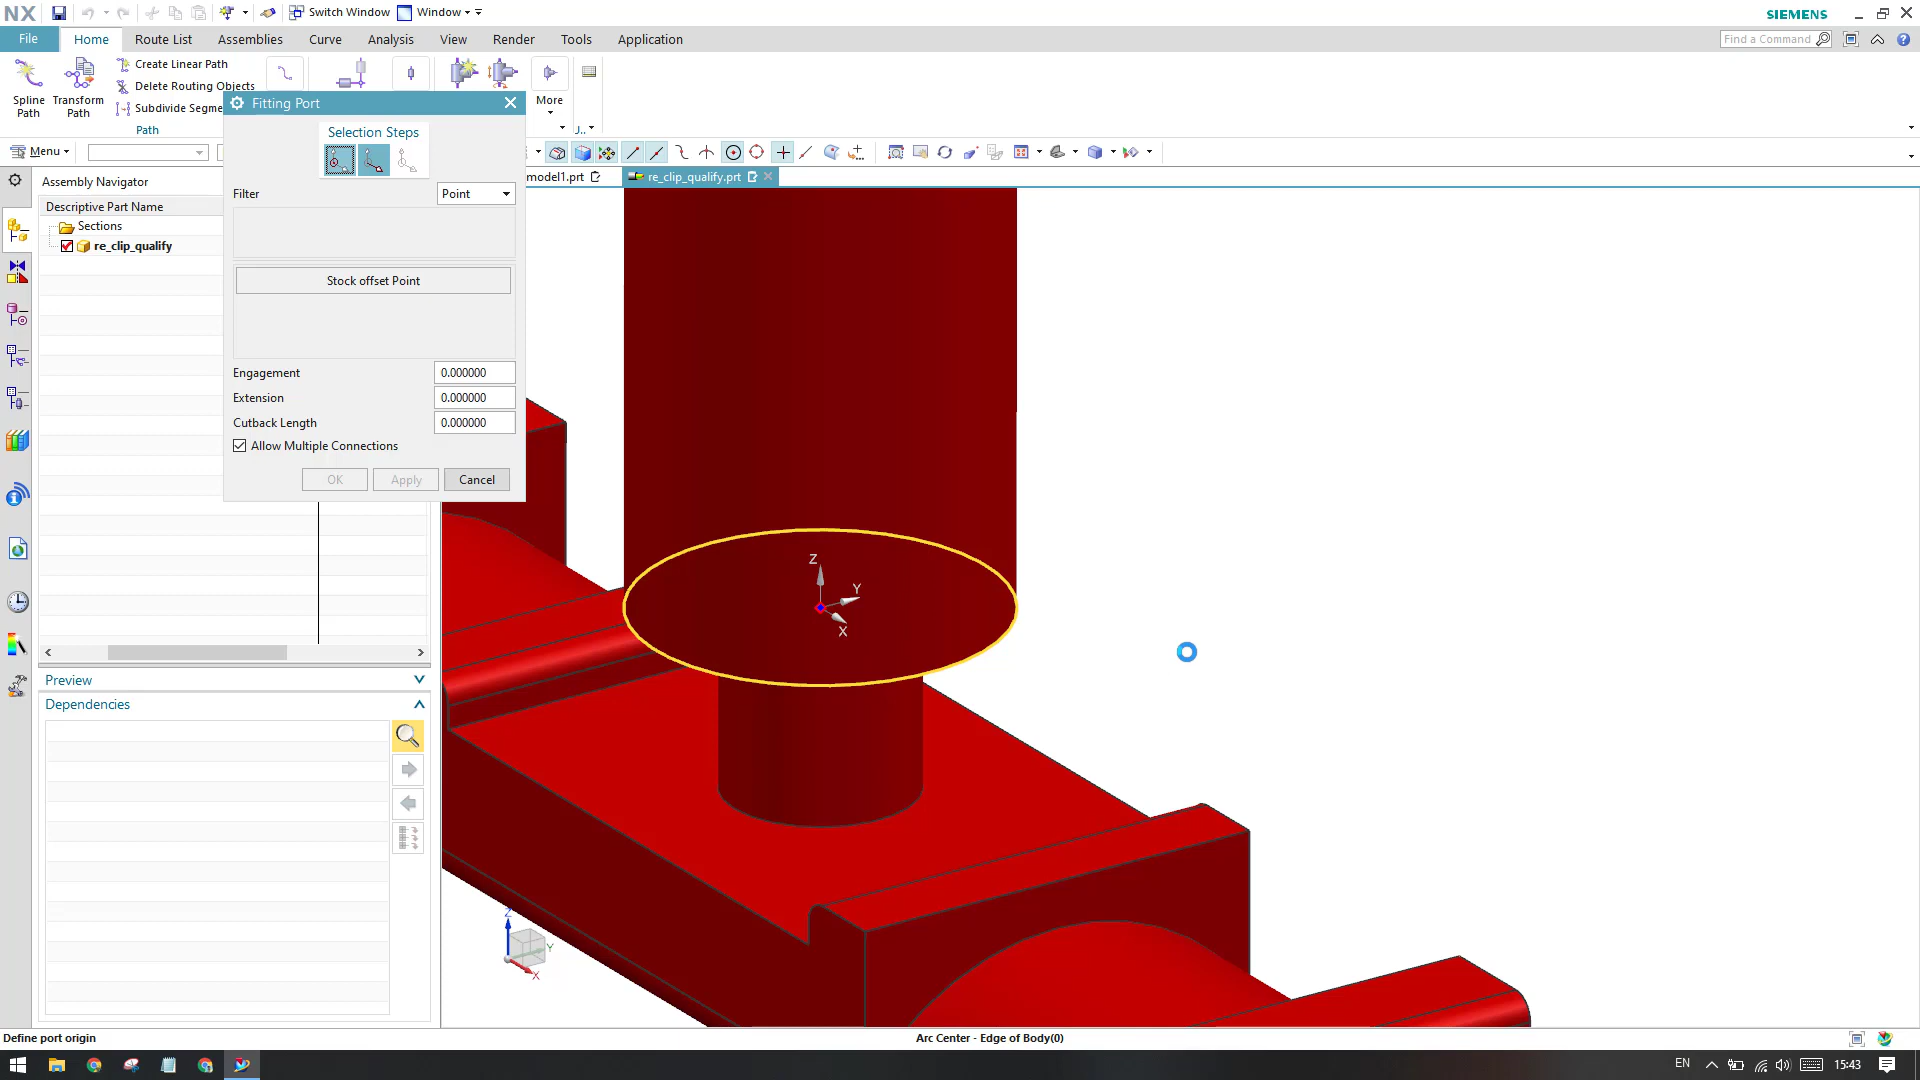 NX
Switch Window
Window
SIEMENS
File
Home
Route List
Assemblies
Curve
Analysis
View
Render
Tools
Application
Find a Command
Spline
Path
Transform
Path
Create Linear Path
Delete Routing Objects
Subdivide Segme
Path
More
J..
Menu
Fitting Port
Selection Steps
Filter
Point
Stock offset Point
Engagement
0.000000
Extension
0.000000
Cutback Length
0.000000
Allow Multiple Connections
OK
Apply
Cancel
model1.prt
re_clip_qualify.prt
Assembly Navigator
Descriptive Part Name
Sections
re_clip_qualify
Preview
Dependencies
Z
Y
X
Z
Y
X
Define port origin
Arc Center - Edge of Body(0)
EN
15:43